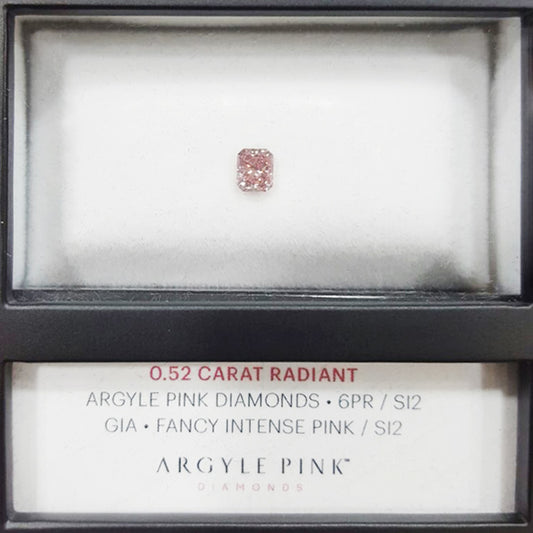 0.52 CARAT RADIANT
ARGYLE PINK DIAMONDS • 6PR / SI2
GIA • FANCY INTENSE PINK / SI2
ARGYLE PINK™
DIAMONDS